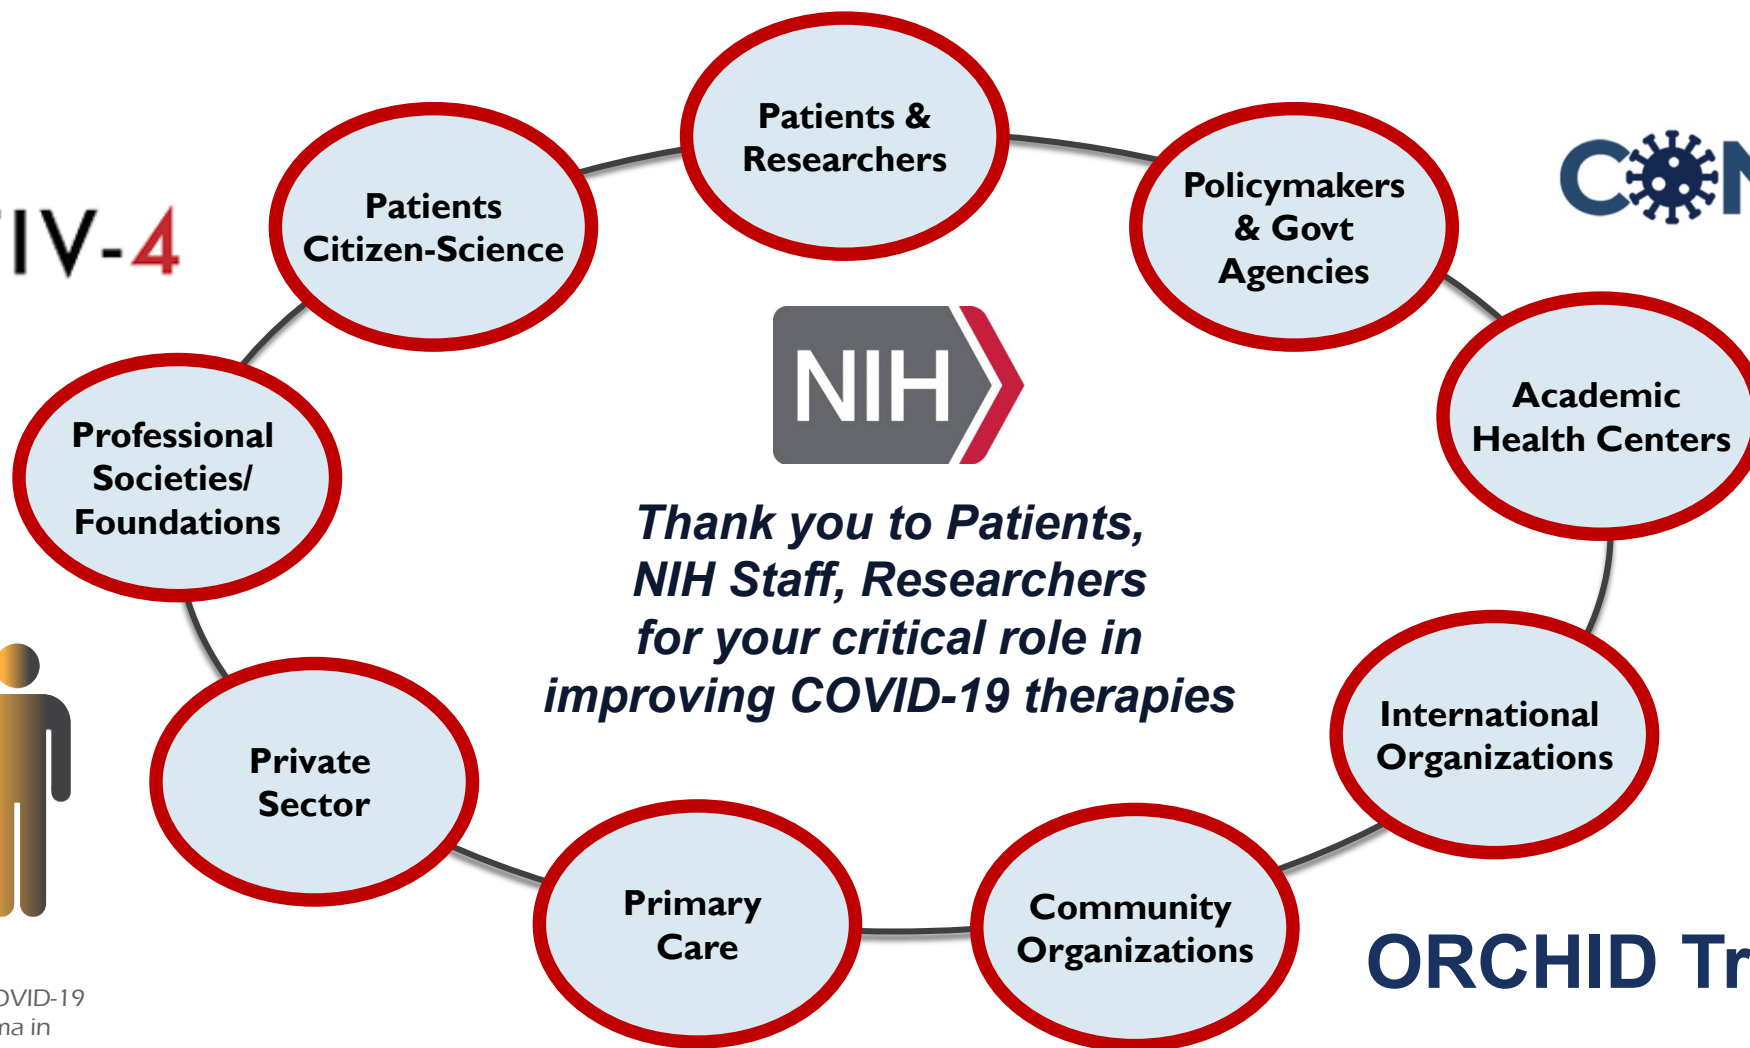 Patients &
Researchers
Patients
Citizen-Science
Policymakers
& Govt
Agencies
IV-4
Academic
Health Centers
NIH
Professional
Societies/
Foundations
Thank you to Patients,
NIH Staff, Researchers
for your critical role in
improving COVID-19 therapies
International
Organizations
Private
Sector
Primary
Care
Community
Organizations
ORCHID Tr
OVID-19
ma in